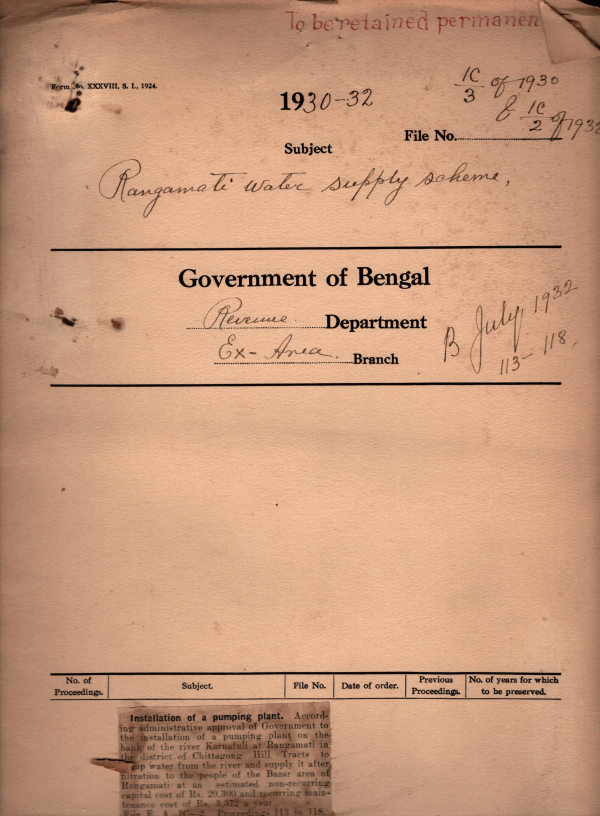 To be retained permanen
Form No. XXXVIII, S. I., 1924.
1930-32
1C/3 of 1930
& 1C/2 of 1932
File No.
Subject
Rangamati water supply scheme,
Government of Bengal
Revenue Department
Ex-Area Branch
B July 1932
113-118.
No. of Proceedings. Subject. File No. Date of order. Previous Proceedings. No. of years for which to be preserved.
Installation of a pumping plant. Accord-
ing administrative approval of Government to
the installation of a pumping plant on the
bank of the river Karnafuli at Rangamati in
the district of Chittagong Hill Tracts to
water from the river and supply it after
filtration to the people of the Bazar area of
Rangamati at an estimated non-recurring
capital cost of Rs. 20,300 and recurring main-
tenance cost of Rs. 3,372 a year.
Proceedings 113 to 118.